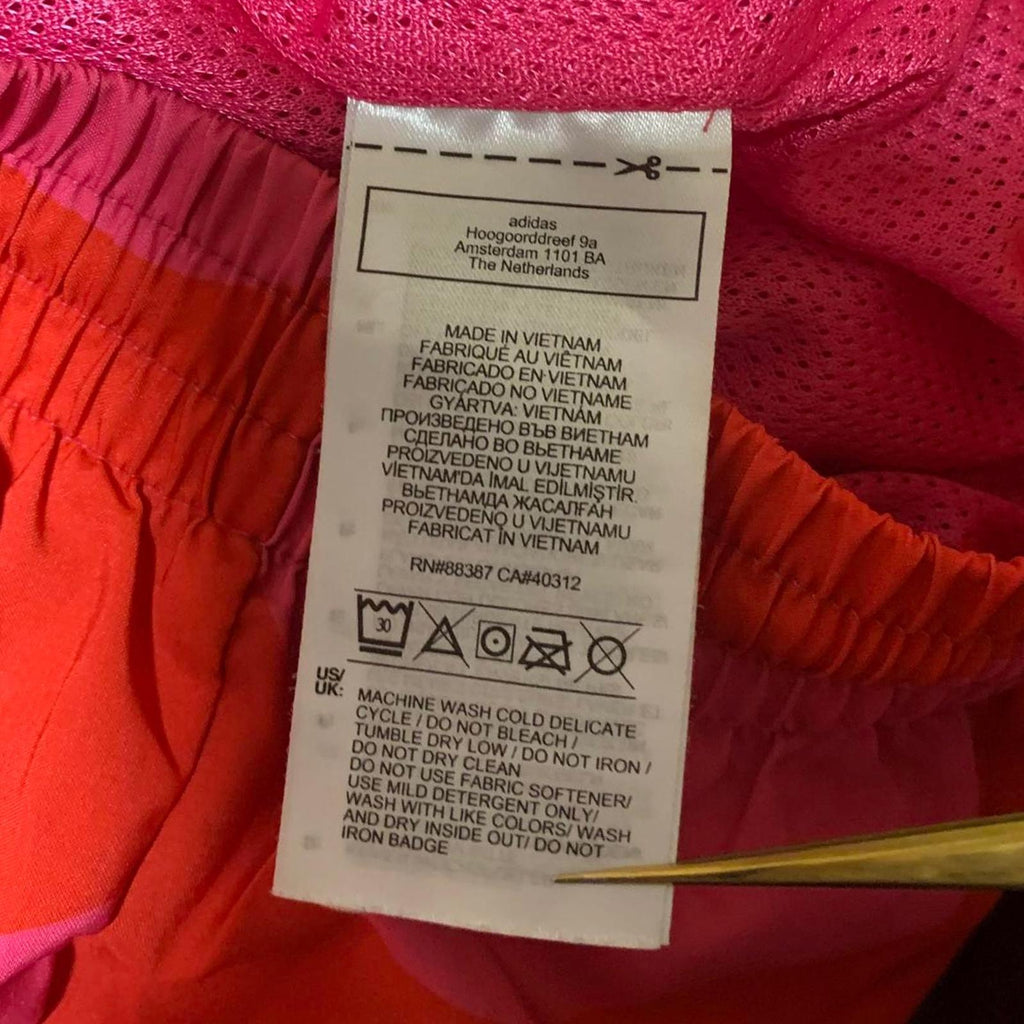 adidas
Hoogoorddreef 9a
Amsterdam 1101 BA
The Netherlands
MADE IN VIETNAM
FABRIQUÉ AU VIÊTNAM
FABRICADO EN VIETNAM
FABRICADO NO VIETNAME
GYÁRTVA: VIETNÁM
ПРОИЗВЕДЕНО ВЪВ ВИЕТНАМ
СДЕЛАНО ВО ВЬЕТНАМЕ
PROIZVEDENO U VIJETNAMU
VİETNAM'DA İMAL EDİLMİŞTİR.
ВЬЕТНАМДА ЖАСАЛҒАН
PROIZVEDENO U VIJETNAMU
FABRICAT ÎN VIETNAM
RN#88387 CA#40312
30
US/
UK:
MACHINE WASH COLD DELICATE
CYCLE / DO NOT BLEACH /
TUMBLE DRY LOW / DO NOT IRON /
DO NOT DRY CLEAN
DO NOT USE FABRIC SOFTENER/
USE MILD DETERGENT ONLY/
WASH WITH LIKE COLORS/ WASH
AND DRY INSIDE OUT/ DO NOT
IRON BADGE